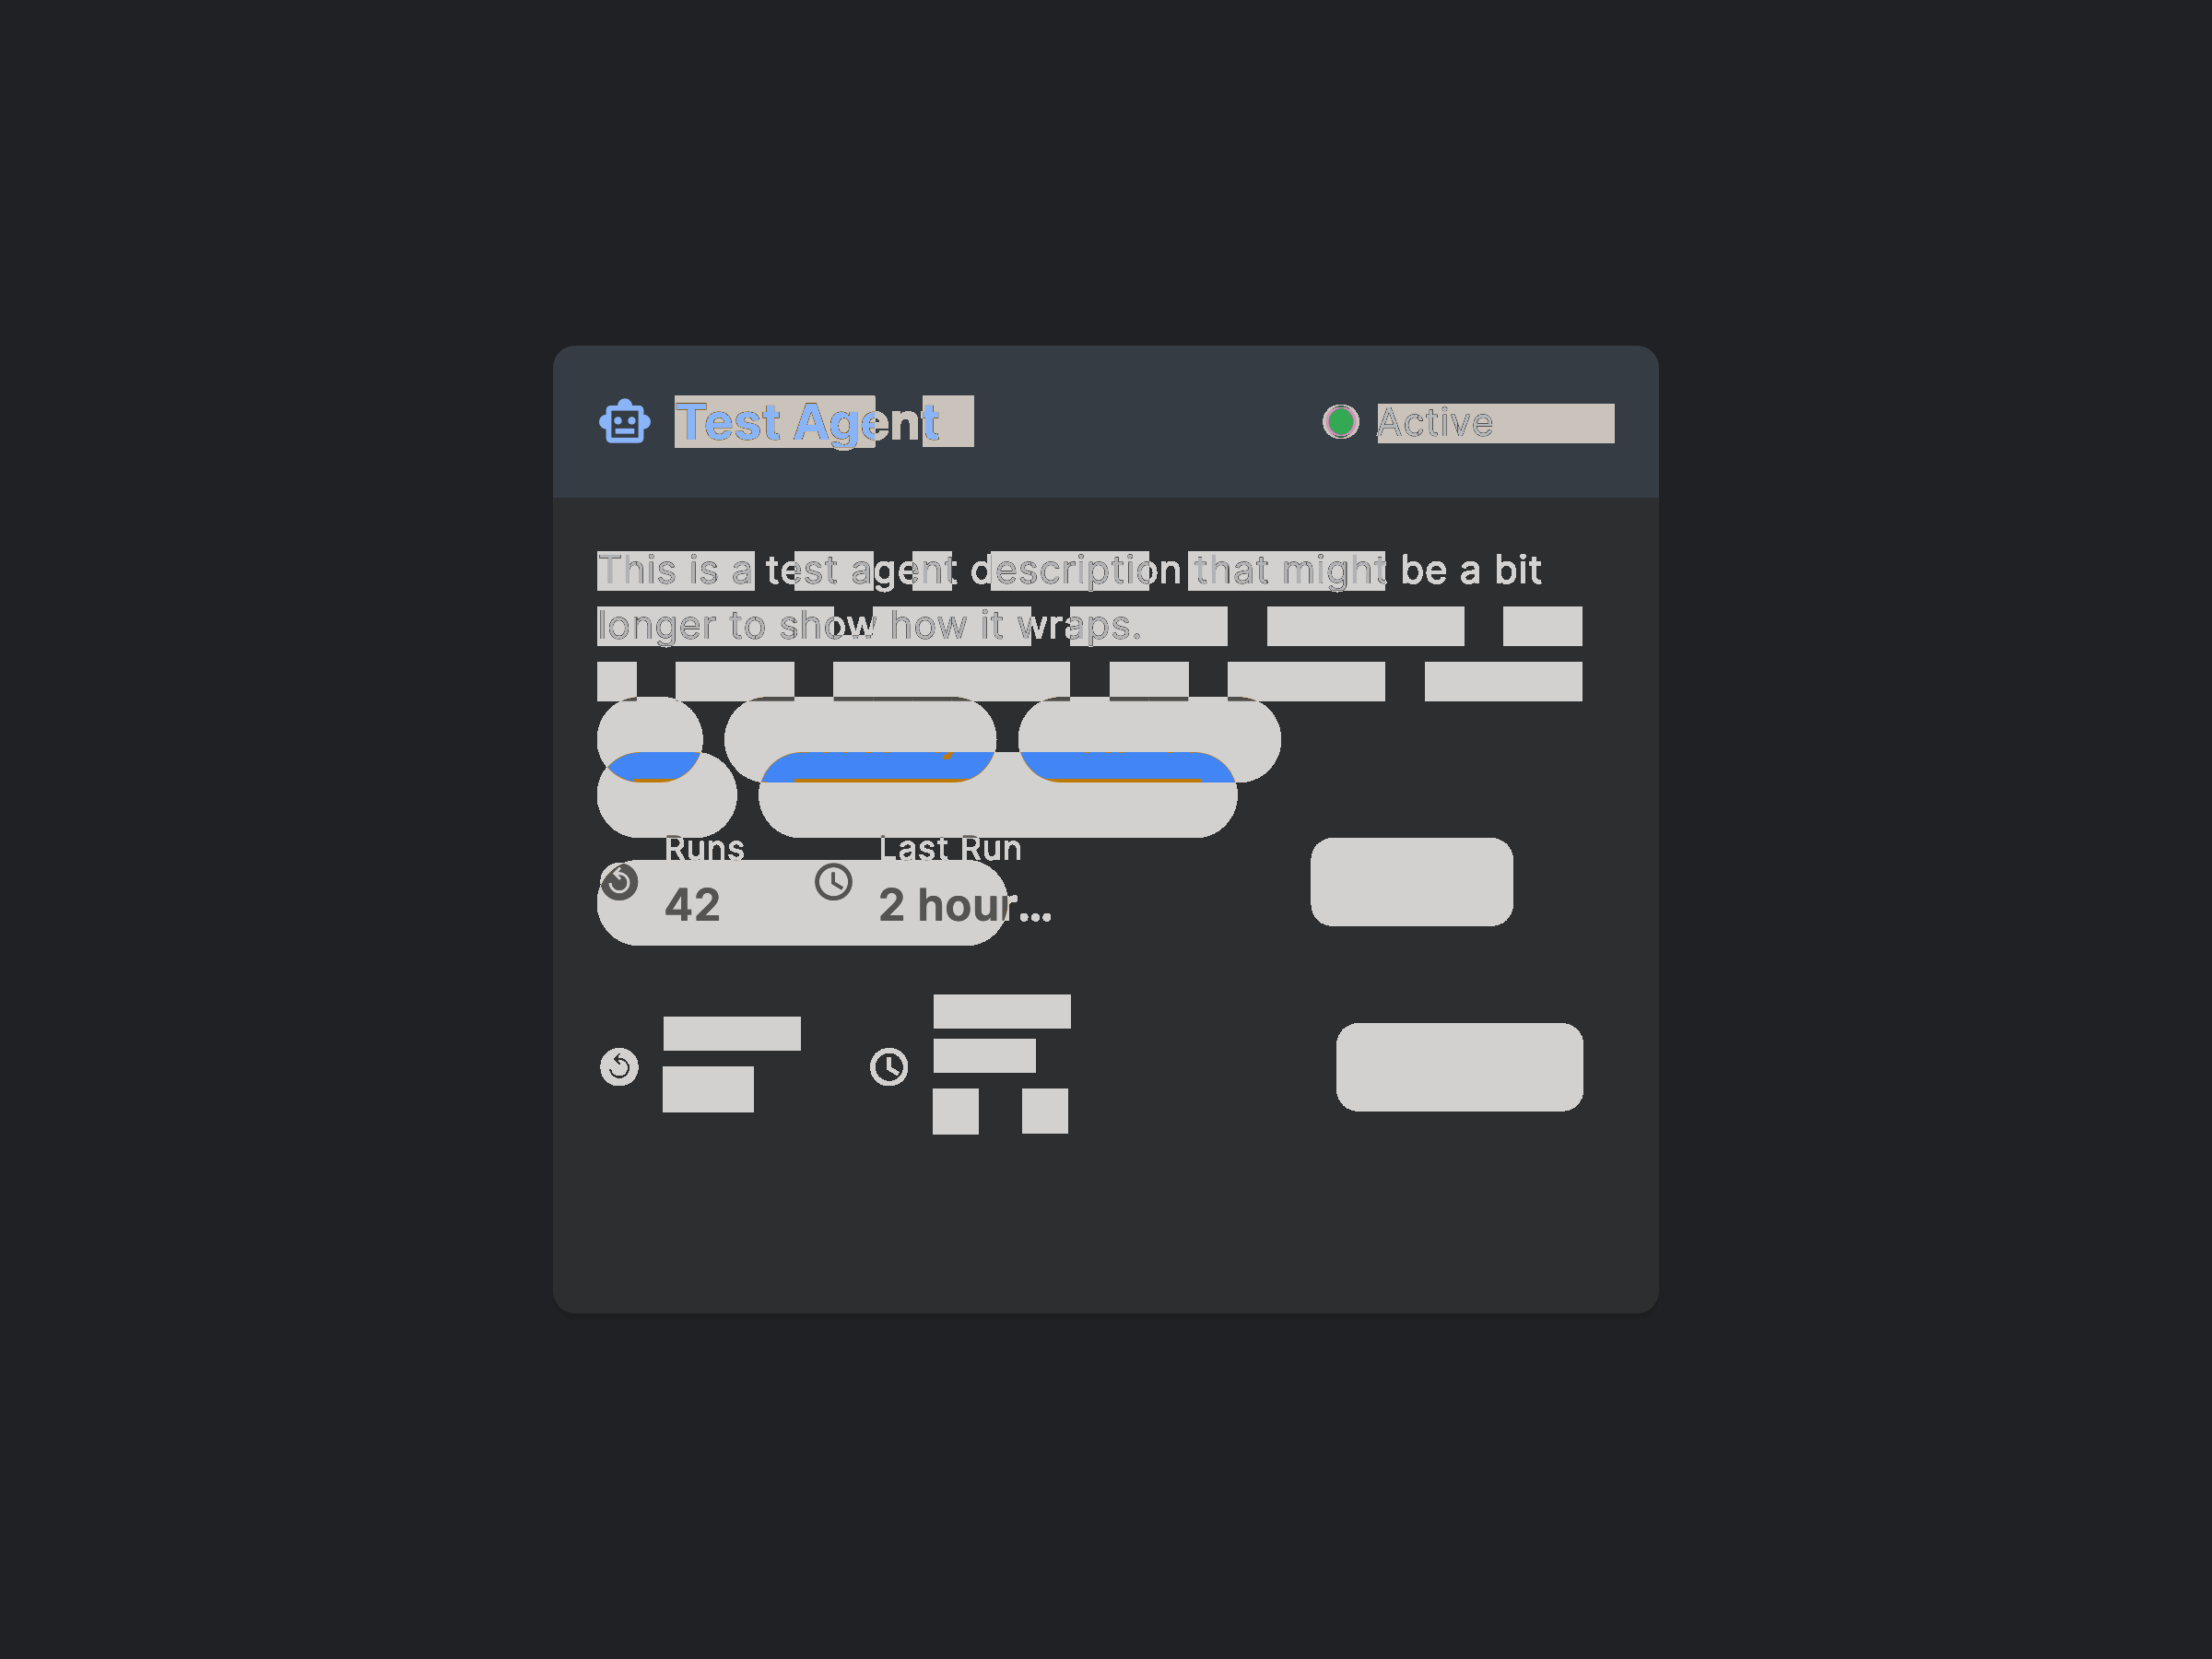 Test Agent
Active
This is a test agent description that might be a bit
longer to show how it wraps.
Runs
Last Run
42
2 hour...